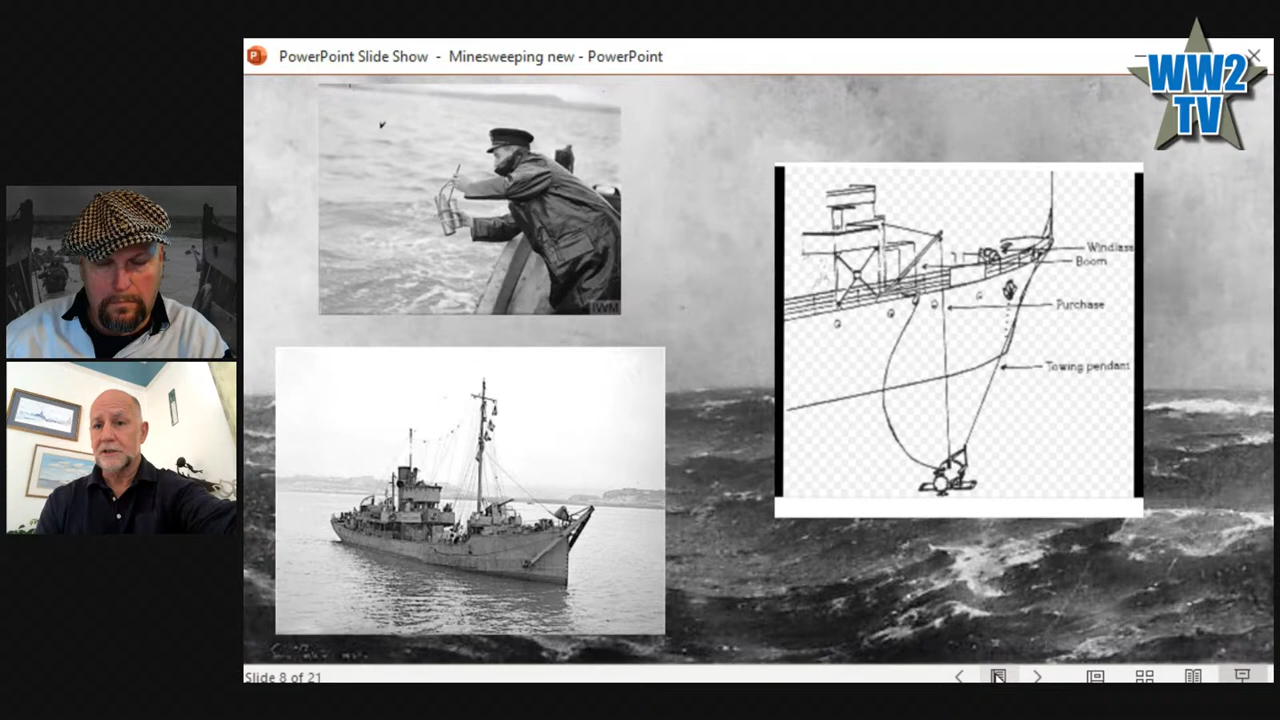 PowerPoint Slide Show - Minesweeping new - PowerPoint
WW2
TV
IWM
Windlass
Boom
Purchase
Towing pendant
Slide 8 of 21